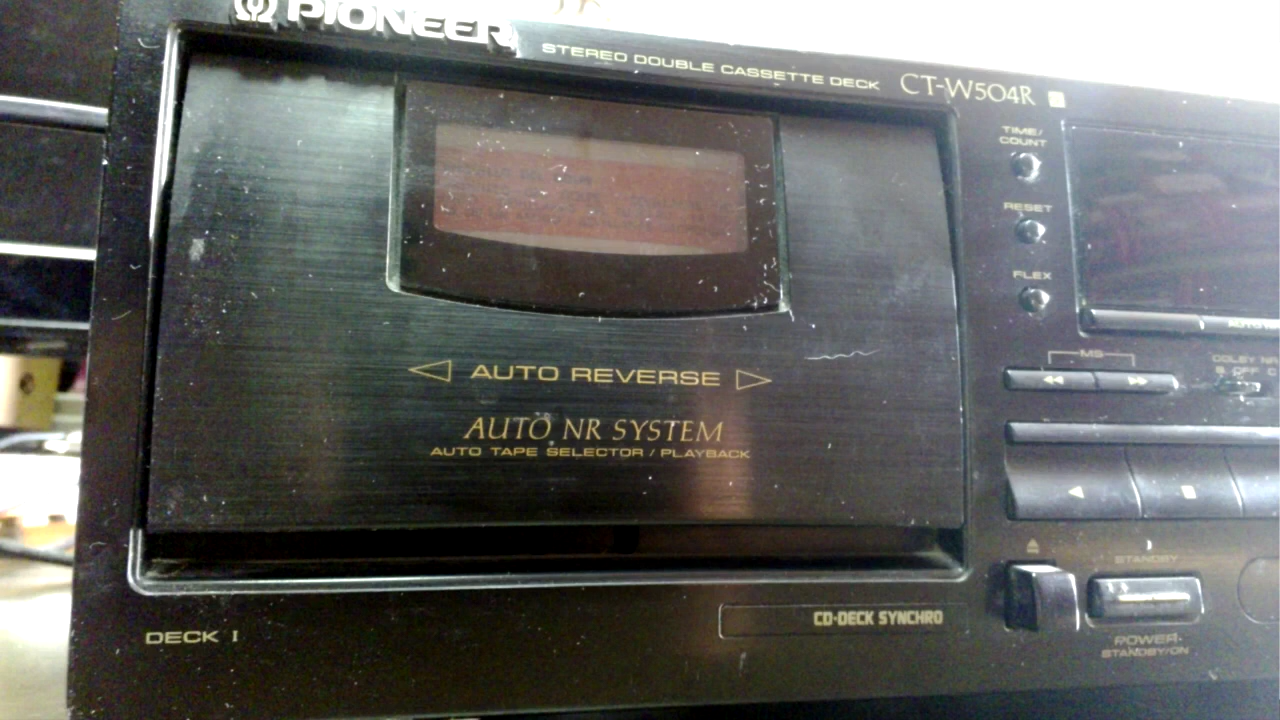 PIONEER
STEREO DOUBLE CASSETTE DECK CT-W504R
TIME/
COUNT
RESET
FLEX
MS
DOLBY NR
B OFF C
AUTO REVERSE
AUTO NR SYSTEM
AUTO TAPE SELECTOR / PLAYBACK
STANDBY
CD·DECK SYNCHRO
DECK I
POWER
STANDBY/ON